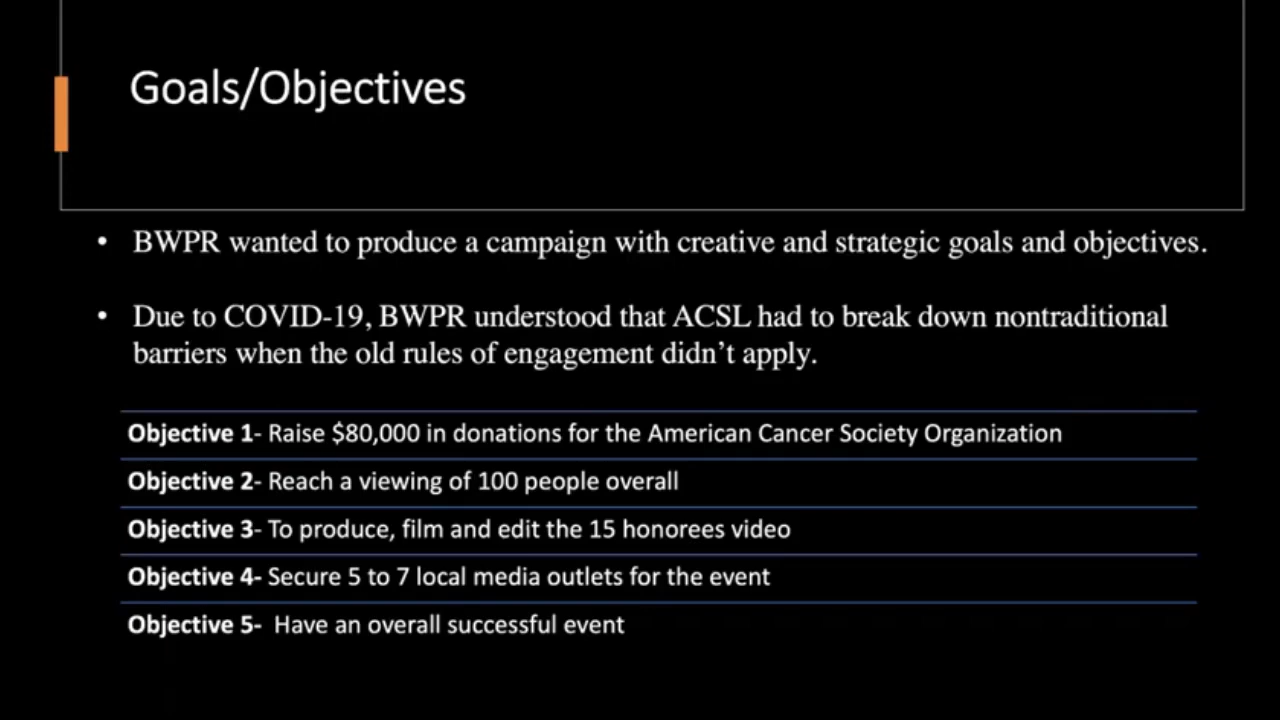 Goals/Objectives
• BWPR wanted to produce a campaign with creative and strategic goals and objectives.
• Due to COVID-19, BWPR understood that ACSL had to break down nontraditional
barriers when the old rules of engagement didn’t apply.
Objective 1- Raise $80,000 in donations for the American Cancer Society Organization
Objective 2- Reach a viewing of 100 people overall
Objective 3- To produce, film and edit the 15 honorees video
Objective 4- Secure 5 to 7 local media outlets for the event
Objective 5- Have an overall successful event